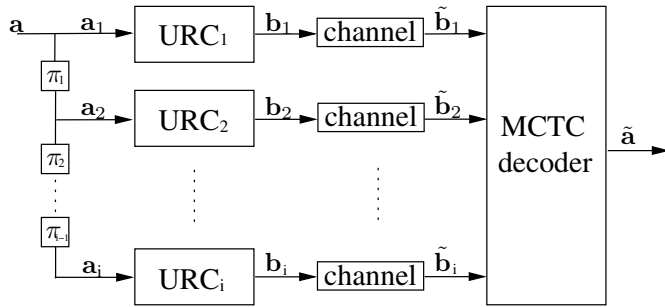 a a₁ URC₁ b₁ channel b̃₁
π₁
a₂ URC₂ b₂ channel b̃₂
MCTC
decoder
ã
π₂
πᵢ₋₁
aᵢ URCᵢ bᵢ channel b̃ᵢ